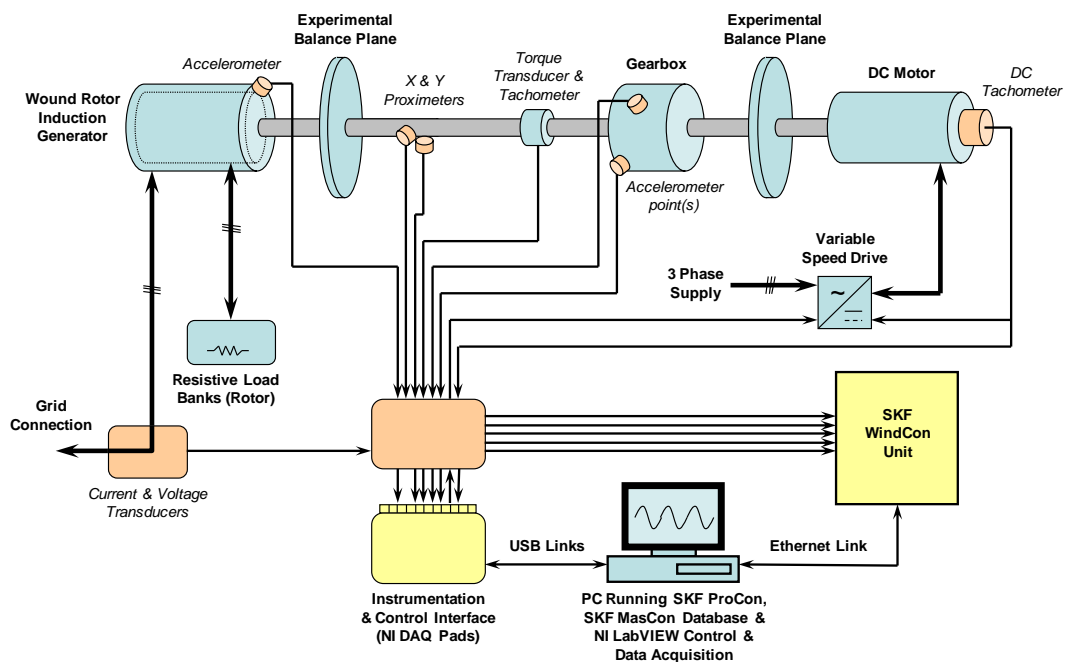 Experimental
Balance Plane
Accelerometer
X & Y
Proximeters
Torque
Transducer &
Tachometer
Gearbox
Experimental
Balance Plane
DC Motor
DC
Tachometer
Wound Rotor
Induction
Generator
Accelerometer
point(s)
Variable
Speed Drive
3 Phase
Supply
Resistive Load
Banks (Rotor)
Grid
Connection
Current & Voltage
Transducers
SKF
WindCon
Unit
USB Links
Ethernet Link
Instrumentation
& Control Interface
(NI DAQ Pads)
PC Running SKF ProCon,
SKF MasCon Database &
NI LabVIEW Control &
Data Acquisition